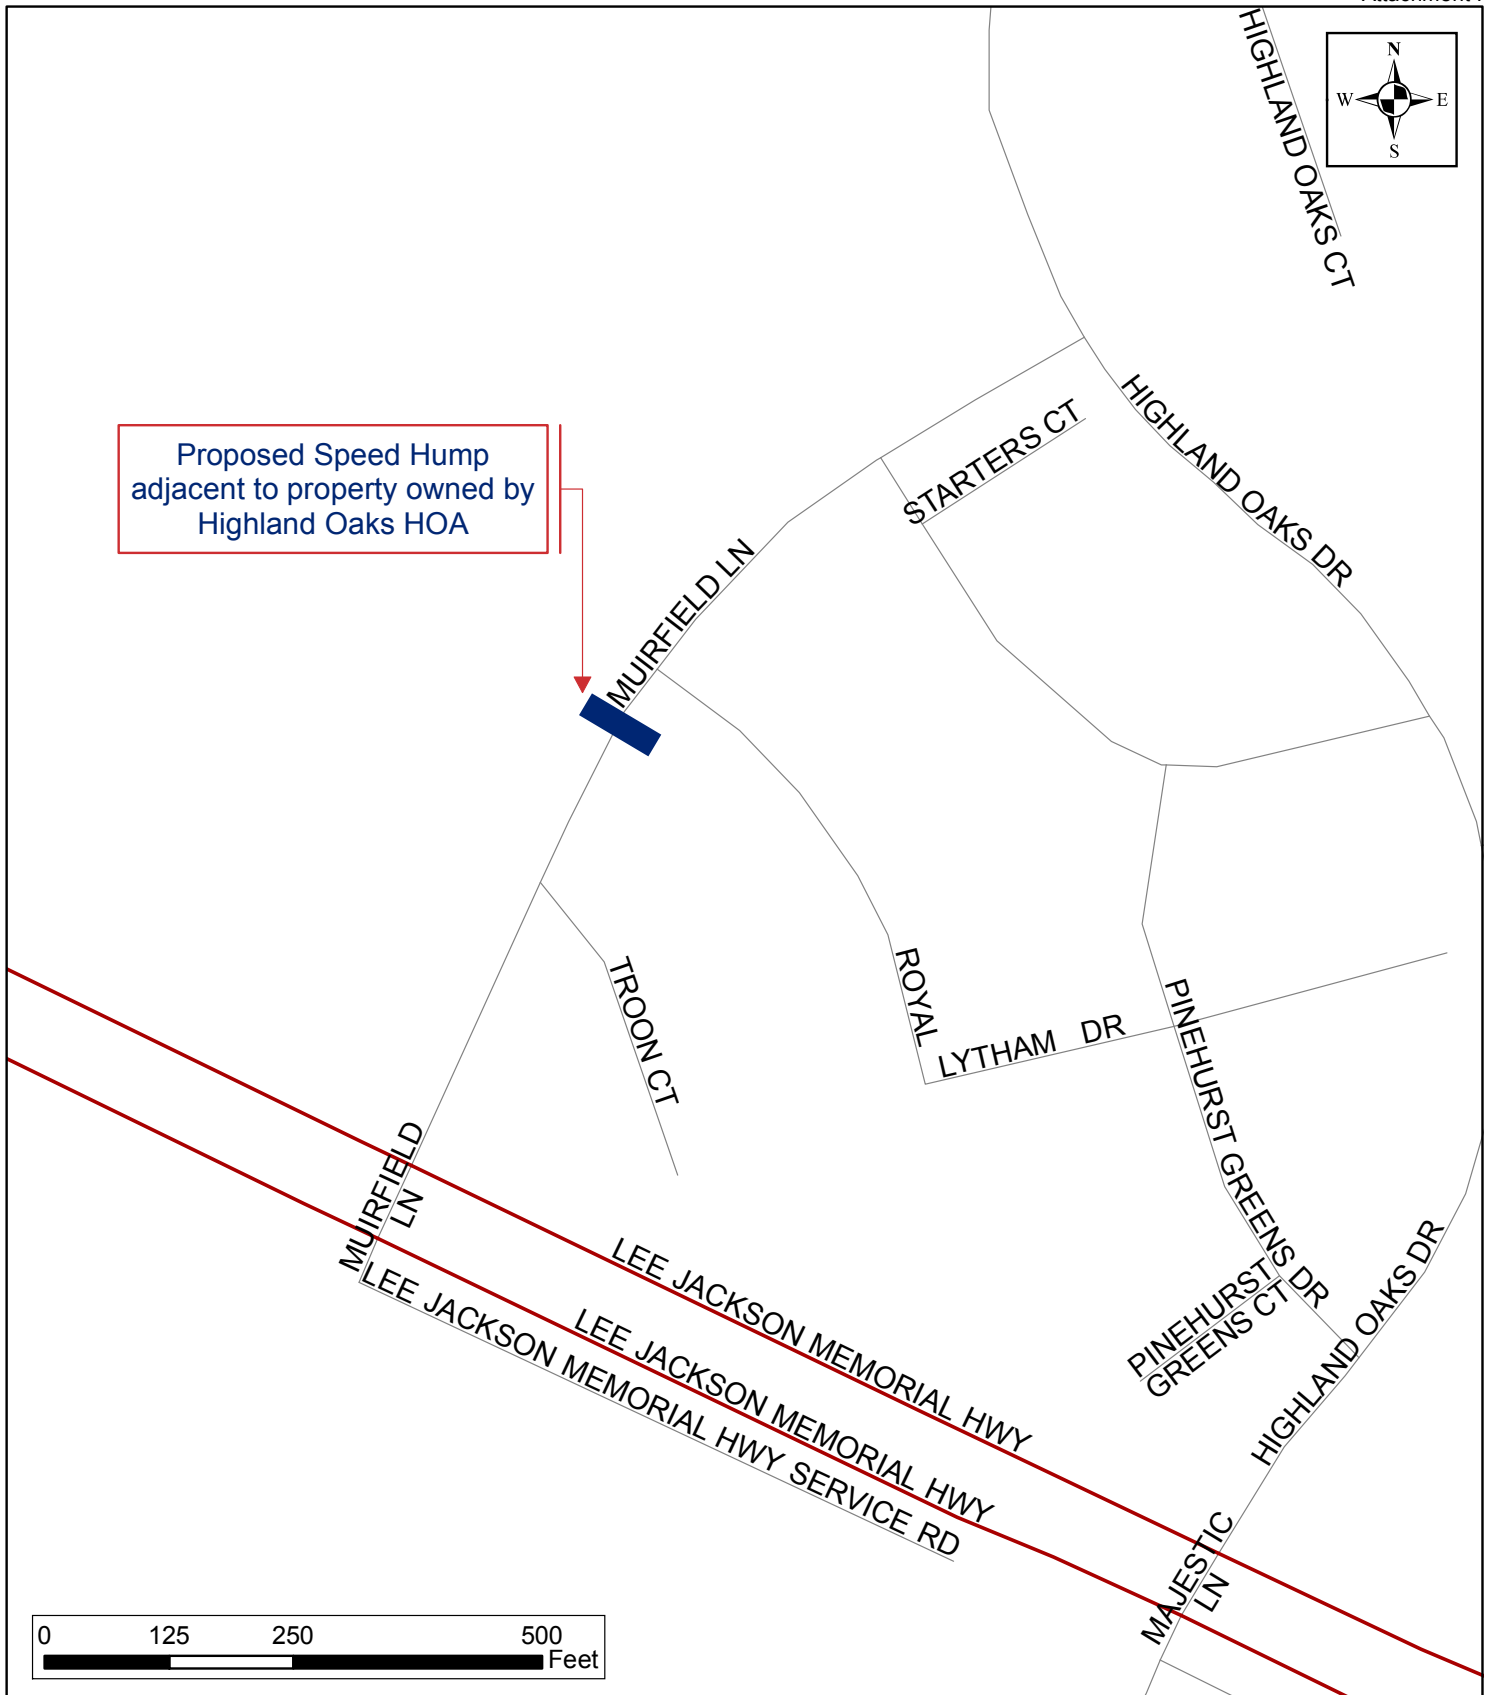 HIGHLAND OAKS CT
N
W E
S
Proposed Speed Hump
adjacent to property owned by
Highland Oaks HOA
STARTERS CT
HIGHLAND OAKS DR
MUIRFIELD LN
ROYAL
LYTHAM DR
TROON CT
PINEHURST GREENS DR
MUIRFIELD
LN
LEE JACKSON MEMORIAL HWY
LEE JACKSON MEMORIAL HWY
LEE JACKSON MEMORIAL HWY SERVICE RD
PINEHURST
GREENS CT
HIGHLAND OAKS DR
MAJESTIC
LN
0 125 250 500
Feet